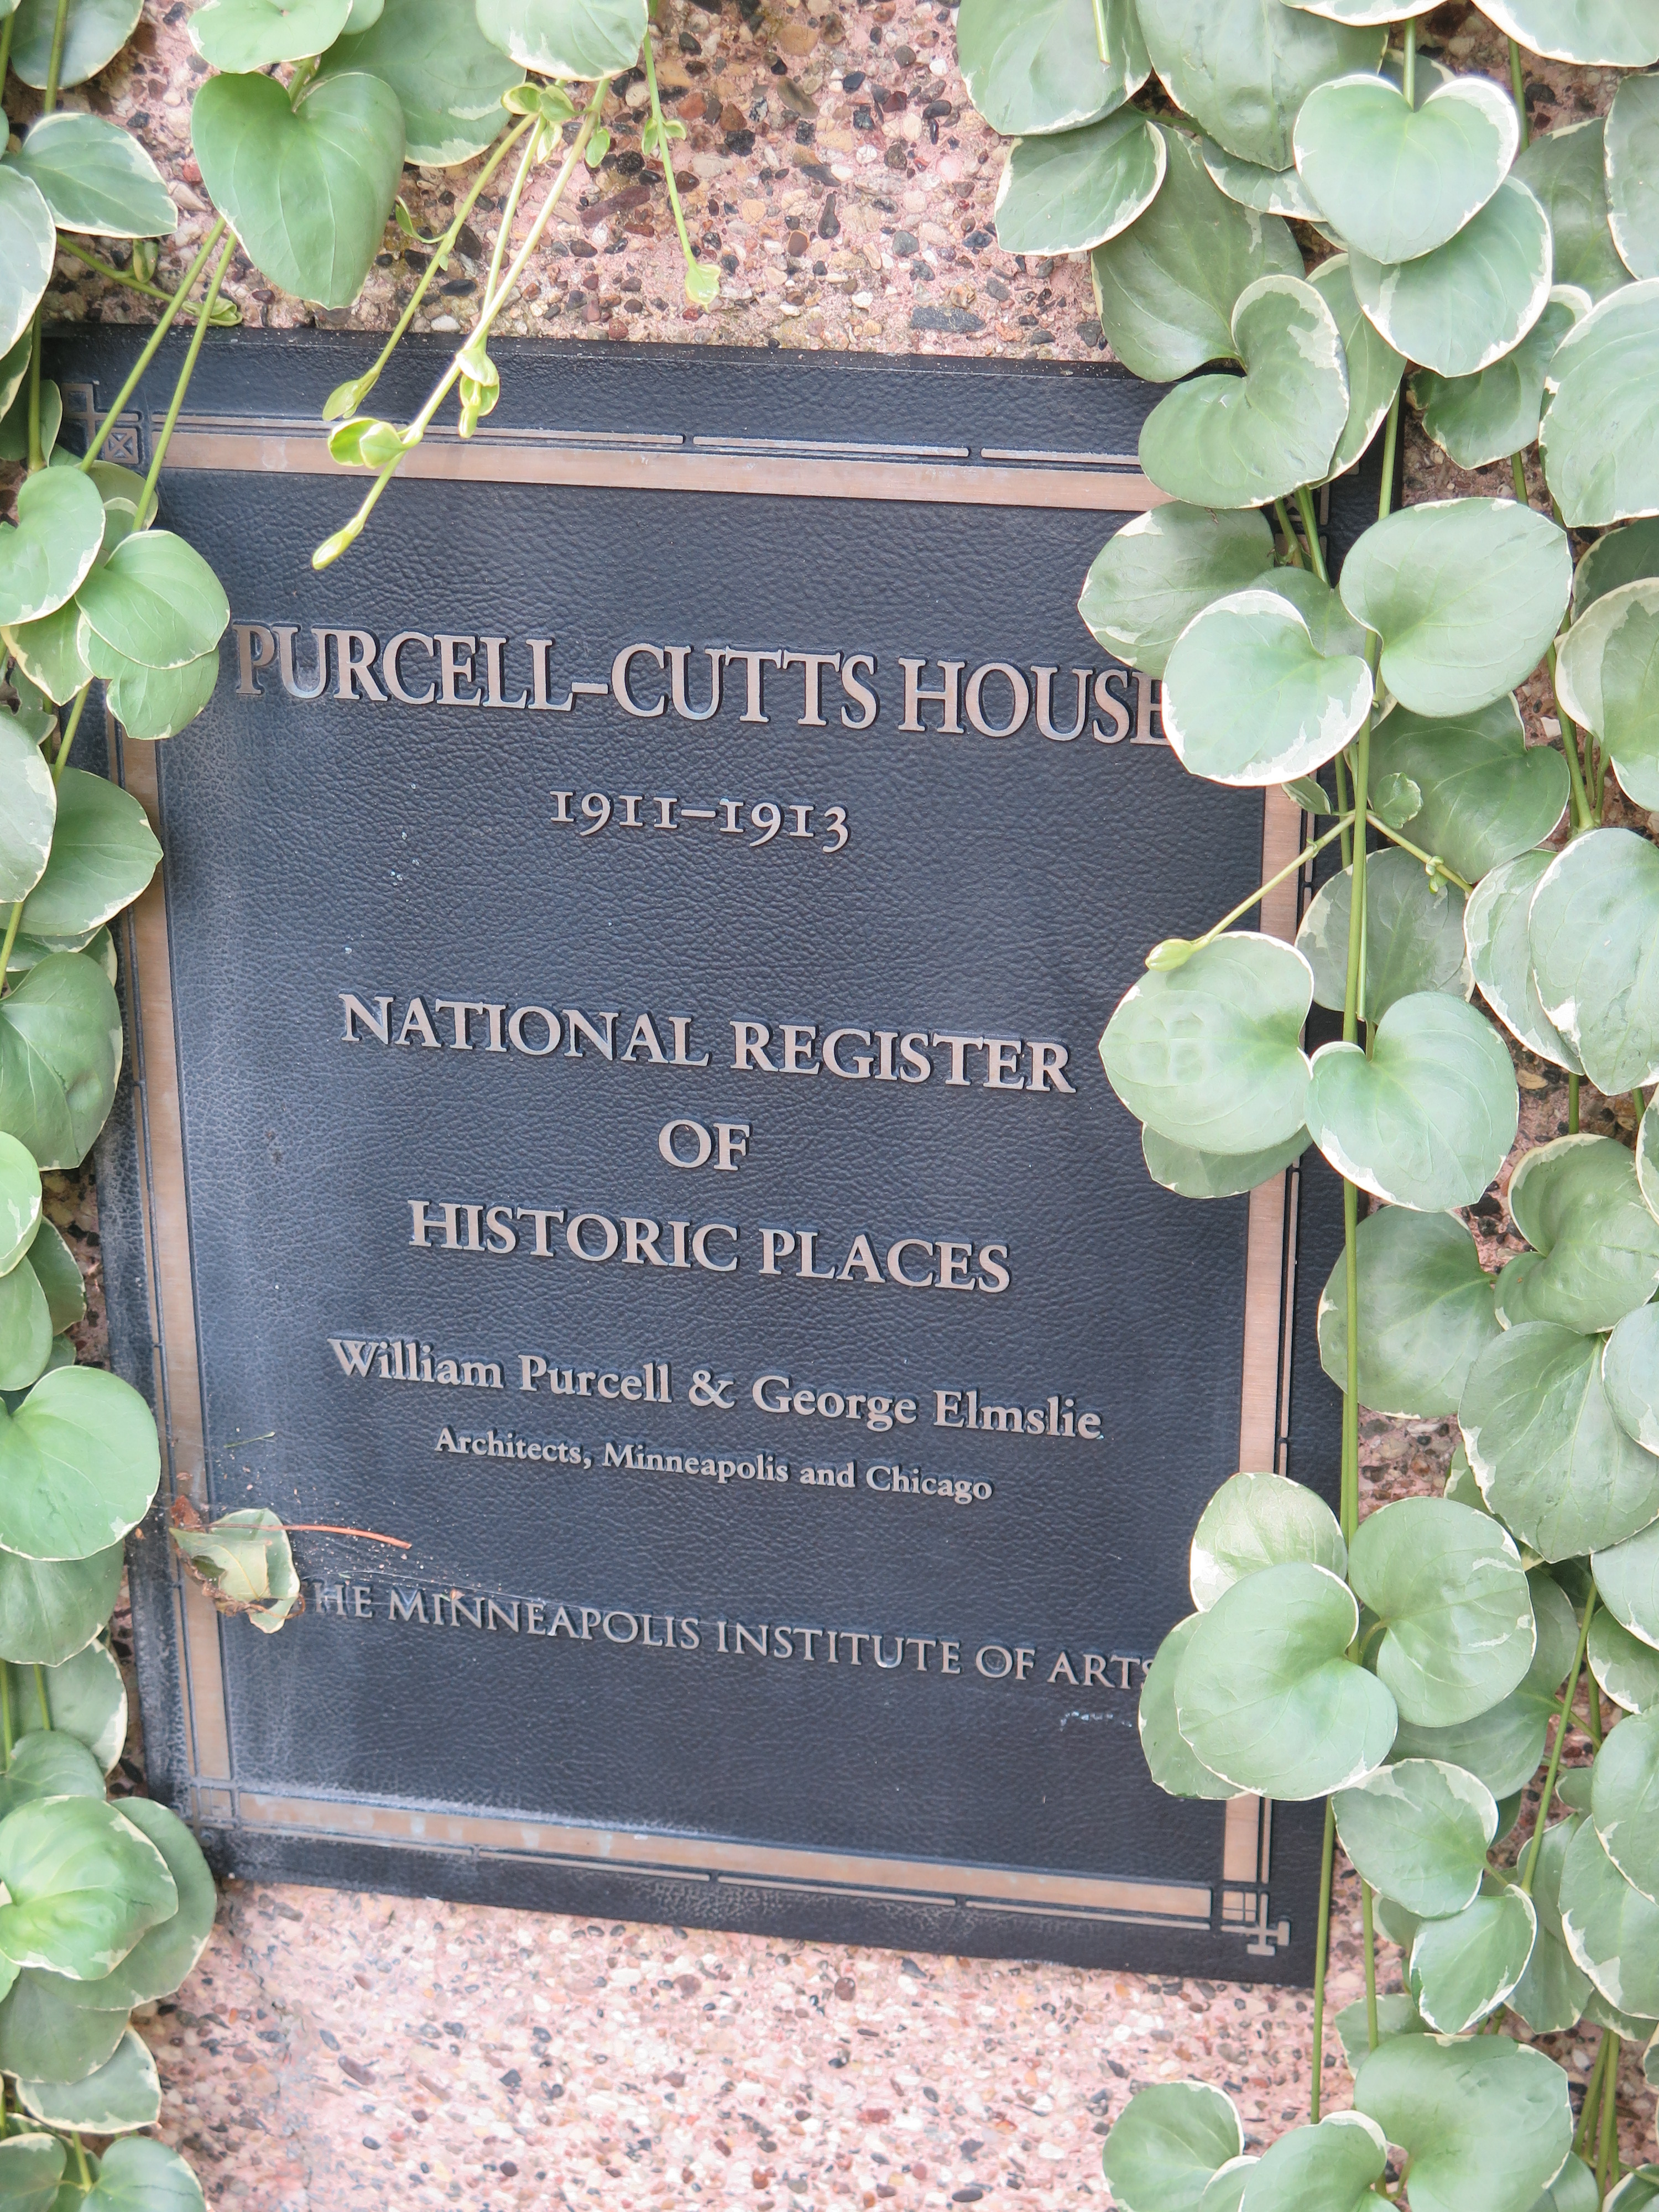 PURCELL–CUTTS HOUSE
1911–1913
NATIONAL REGISTER
OF
HISTORIC PLACES
William Purcell & George Elmslie
Architects, Minneapolis and Chicago
THE MINNEAPOLIS INSTITUTE OF ARTS